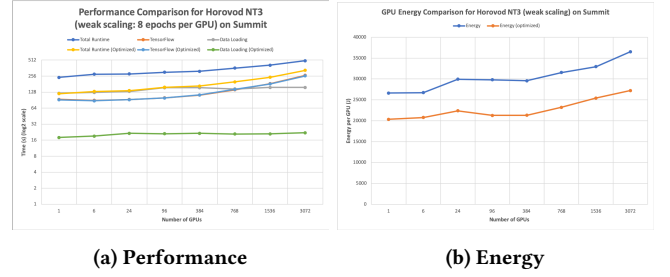 Performance Comparison for Horovod NT3
(weak scaling: 8 epochs per GPU) on Summit
Total Runtime
TensorFlow
Data Loading
Total Runtime (Optimized)
TensorFlow (Optimized)
Data Loading (Optimized)
Time (s) (log2 scale)
512
256
128
64
32
16
8
4
2
1
1 6 24 96 384 768 1536 3072
Number of GPUs
(a) Performance
GPU Energy Comparison for Horovod NT3 (weak scaling) on Summit
Energy
Energy (optimized)
Energy per GPU (J)
40000
35000
30000
25000
20000
15000
10000
5000
0
1 6 24 96 384 768 1536 3072
Number of GPUs
(b) Energy